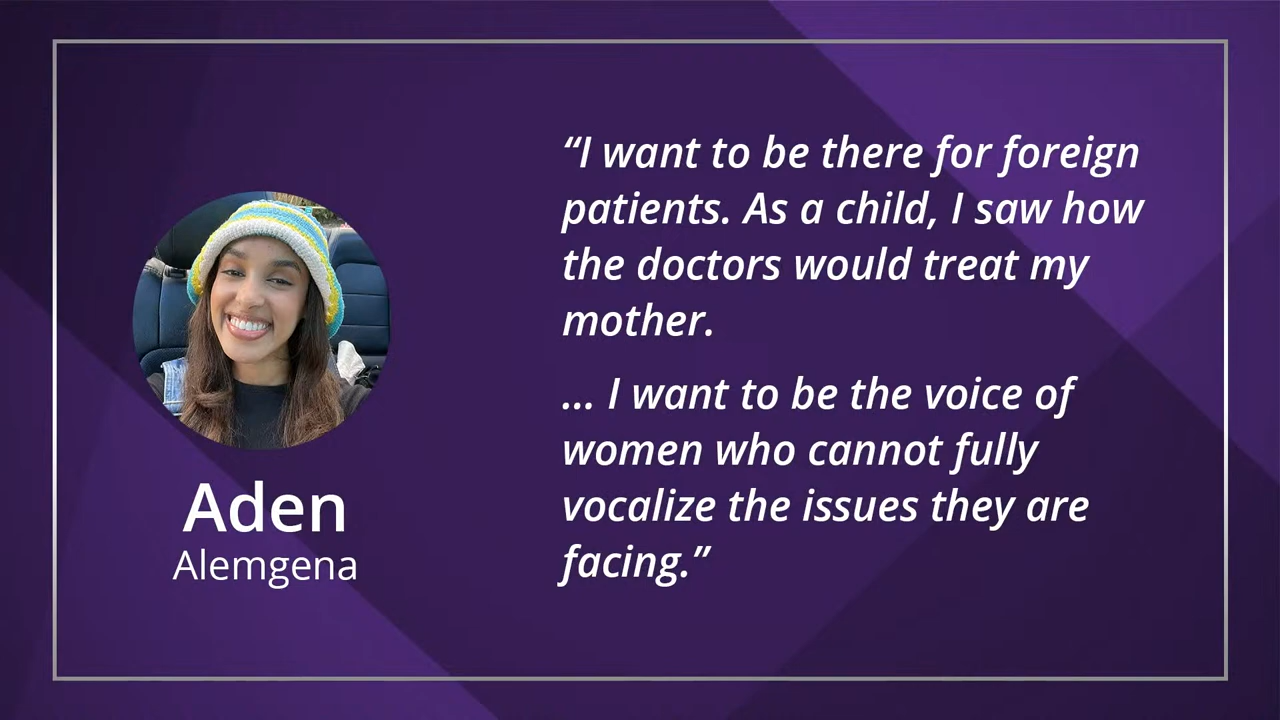 Aden
Alemgena
“I want to be there for foreign
patients. As a child, I saw how
the doctors would treat my
mother.
... I want to be the voice of
women who cannot fully
vocalize the issues they are
facing.”